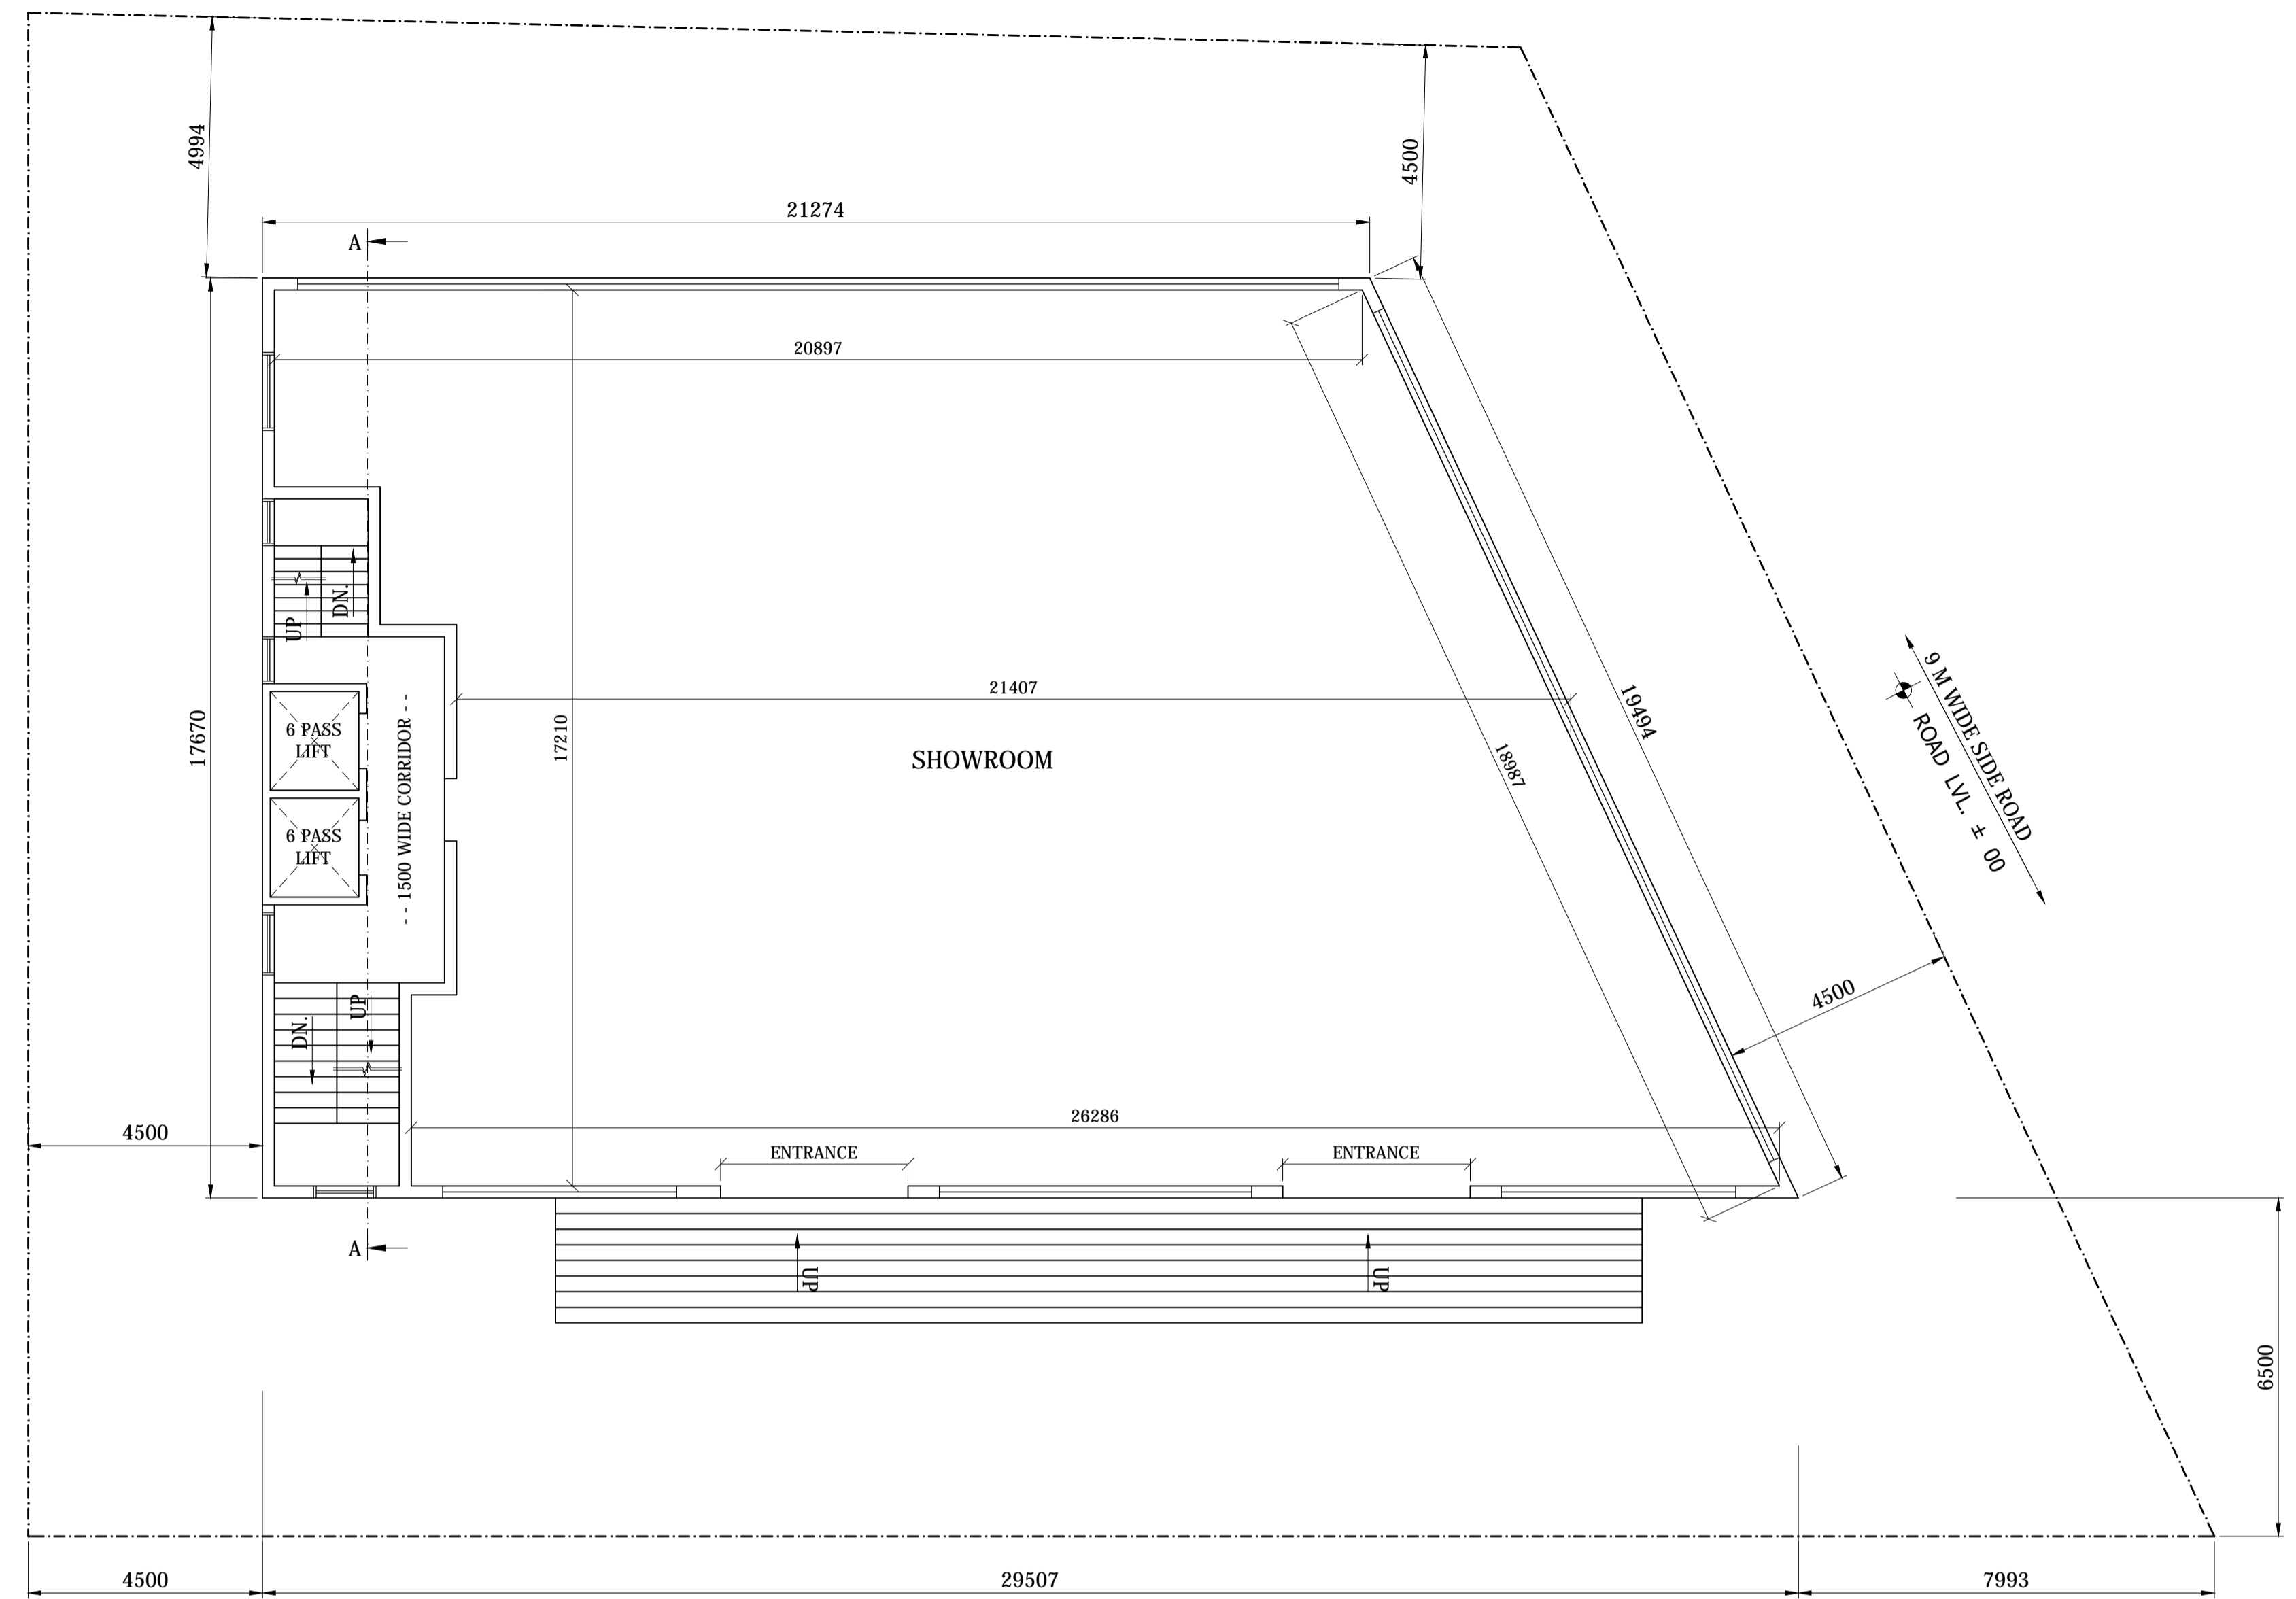 4994
4500
21274
A
20897
UP
DN.
17670
6 PASS
LIFT
6 PASS
LIFT
- - 1500 WIDE CORRIDOR - -
17210
21407
SHOWROOM
18987
19494
9 M WIDE SIDE ROAD
ROAD LVL. ± 00
4500
DN.
UP
4500
26286
ENTRANCE
ENTRANCE
A
UP
UP
6500
4500
29507
7993